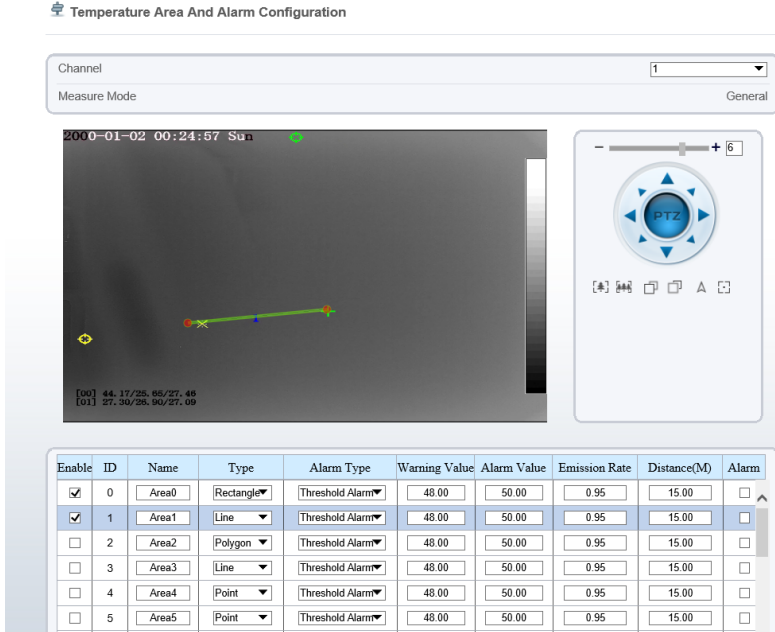 Temperature Area And Alarm Configuration
Channel 1
Measure Mode General
2000-01-02 00:24:57 Sun
- + 6
PTZ
[00] 44.17/25.65/27.46
[01] 27.30/26.90/27.09
Enable ID Name Type Alarm Type Warning Value Alarm Value Emission Rate Distance(M) Alarm
0 Area0 Rectangle Threshold Alarm 48.00 50.00 0.95 15.00
1 Area1 Line Threshold Alarm 48.00 50.00 0.95 15.00
2 Area2 Polygon Threshold Alarm 48.00 50.00 0.95 15.00
3 Area3 Line Threshold Alarm 48.00 50.00 0.95 15.00
4 Area4 Point Threshold Alarm 48.00 50.00 0.95 15.00
5 Area5 Point Threshold Alarm 48.00 50.00 0.95 15.00